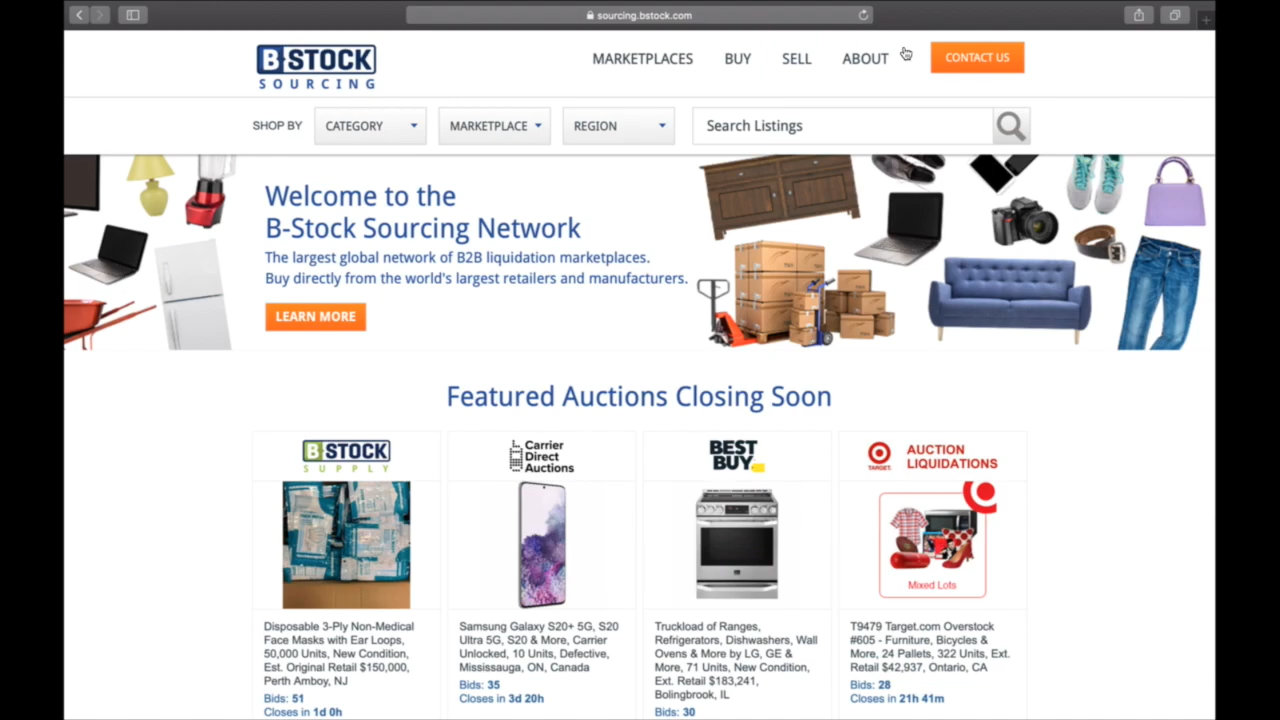 sourcing.bstock.com
B-STOCK
SOURCING
MARKETPLACES BUY SELL ABOUT CONTACT US
SHOP BY CATEGORY MARKETPLACE REGION Search Listings
Welcome to the
B-Stock Sourcing Network
The largest global network of B2B liquidation marketplaces.
Buy directly from the world's largest retailers and manufacturers.
LEARN MORE
Featured Auctions Closing Soon
B-STOCK
SUPPLY
Disposable 3-Ply Non-Medical
Face Masks with Ear Loops,
50,000 Units, New Condition,
Est. Original Retail $150,000,
Perth Amboy, NJ
Bids: 51
Closes in 1d 0h
Carrier
Direct
Auctions
Samsung Galaxy S20+ 5G, S20
Ultra 5G, S20 & More, Carrier
Unlocked, 10 Units, Defective,
Mississauga, ON, Canada
Bids: 35
Closes in 3d 20h
BEST
BUY
Truckload of Ranges,
Refrigerators, Dishwashers, Wall
Ovens & More by LG, GE &
More, 71 Units, New Condition,
Ext. Retail $183,241,
Bolingbrook, IL
Bids: 30
TARGET
AUCTION
LIQUIDATIONS
Mixed Lots
T9479 Target.com Overstock
#605 - Furniture, Bicycles &
More, 24 Pallets, 322 Units, Ext.
Retail $42,937, Ontario, CA
Bids: 28
Closes in 21h 41m